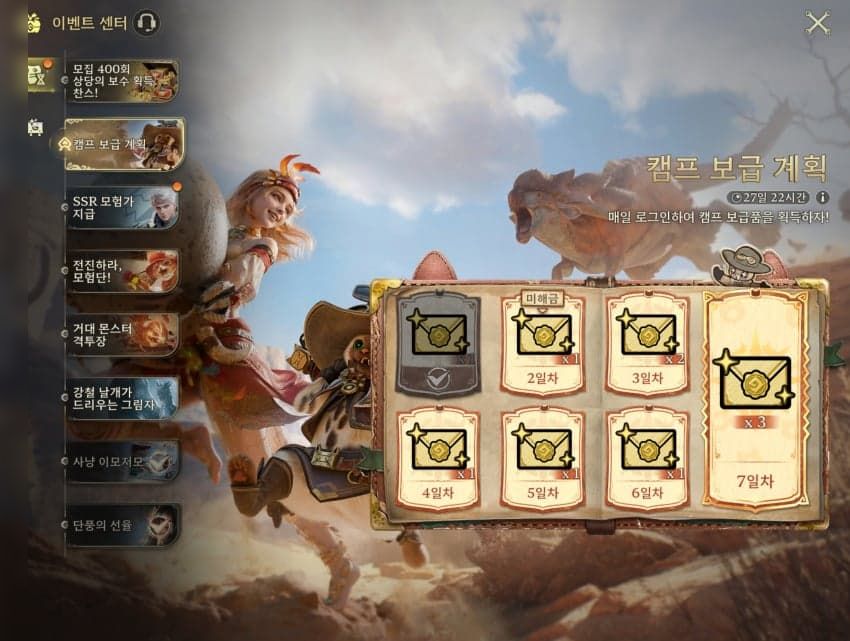 이벤트 센터
모집 400회
상당의 보수 획득
찬스!
캠프 보급 계획
SSR 모험가
지급
전진하라,
모험단!
거대 몬스터
격투장
강철 날개가
드리우는 그림자
사냥 이모저모
단풍의 선율
캠프 보급 계획
27일 22시간
매일 로그인하여 캠프 보급품을 획득하자!
미해금
x1
x2
2일차
3일차
x3
x1
x1
x1
4일차
5일차
6일차
7일차